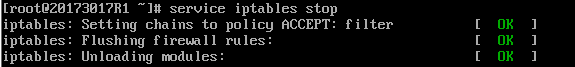 [root@20173017R1 ~]# service iptables stop
iptables: Setting chains to policy ACCEPT: filter [ OK
iptables: Flushing firewall rules: [ OK
iptables: Unloading modules: [ OK